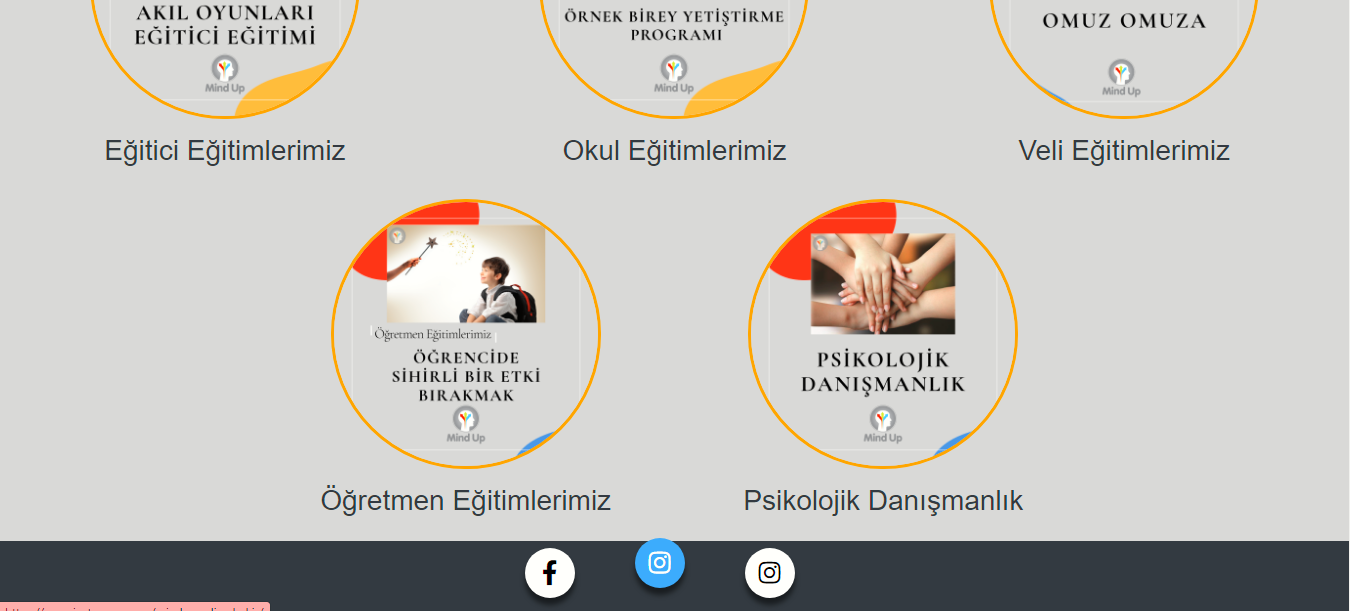 AKIL OYUNLARI
EĞİTİCİ EĞİTİMİ
Mind Up
Eğitici Eğitimlerimiz
ÖRNEK BİREY YETİŞTİRME
PROGRAMI
Mind Up
Okul Eğitimlerimiz
OMUZ OMUZA
Mind Up
Veli Eğitimlerimiz
Öğretmen Eğitimlerimiz
ÖĞRENCİDE
SİHİRLİ BİR ETKİ
BIRAKMAK
Mind Up
Öğretmen Eğitimlerimiz
PSİKOLOJİK
DANIŞMANLIK
Mind Up
Psikolojik Danışmanlık